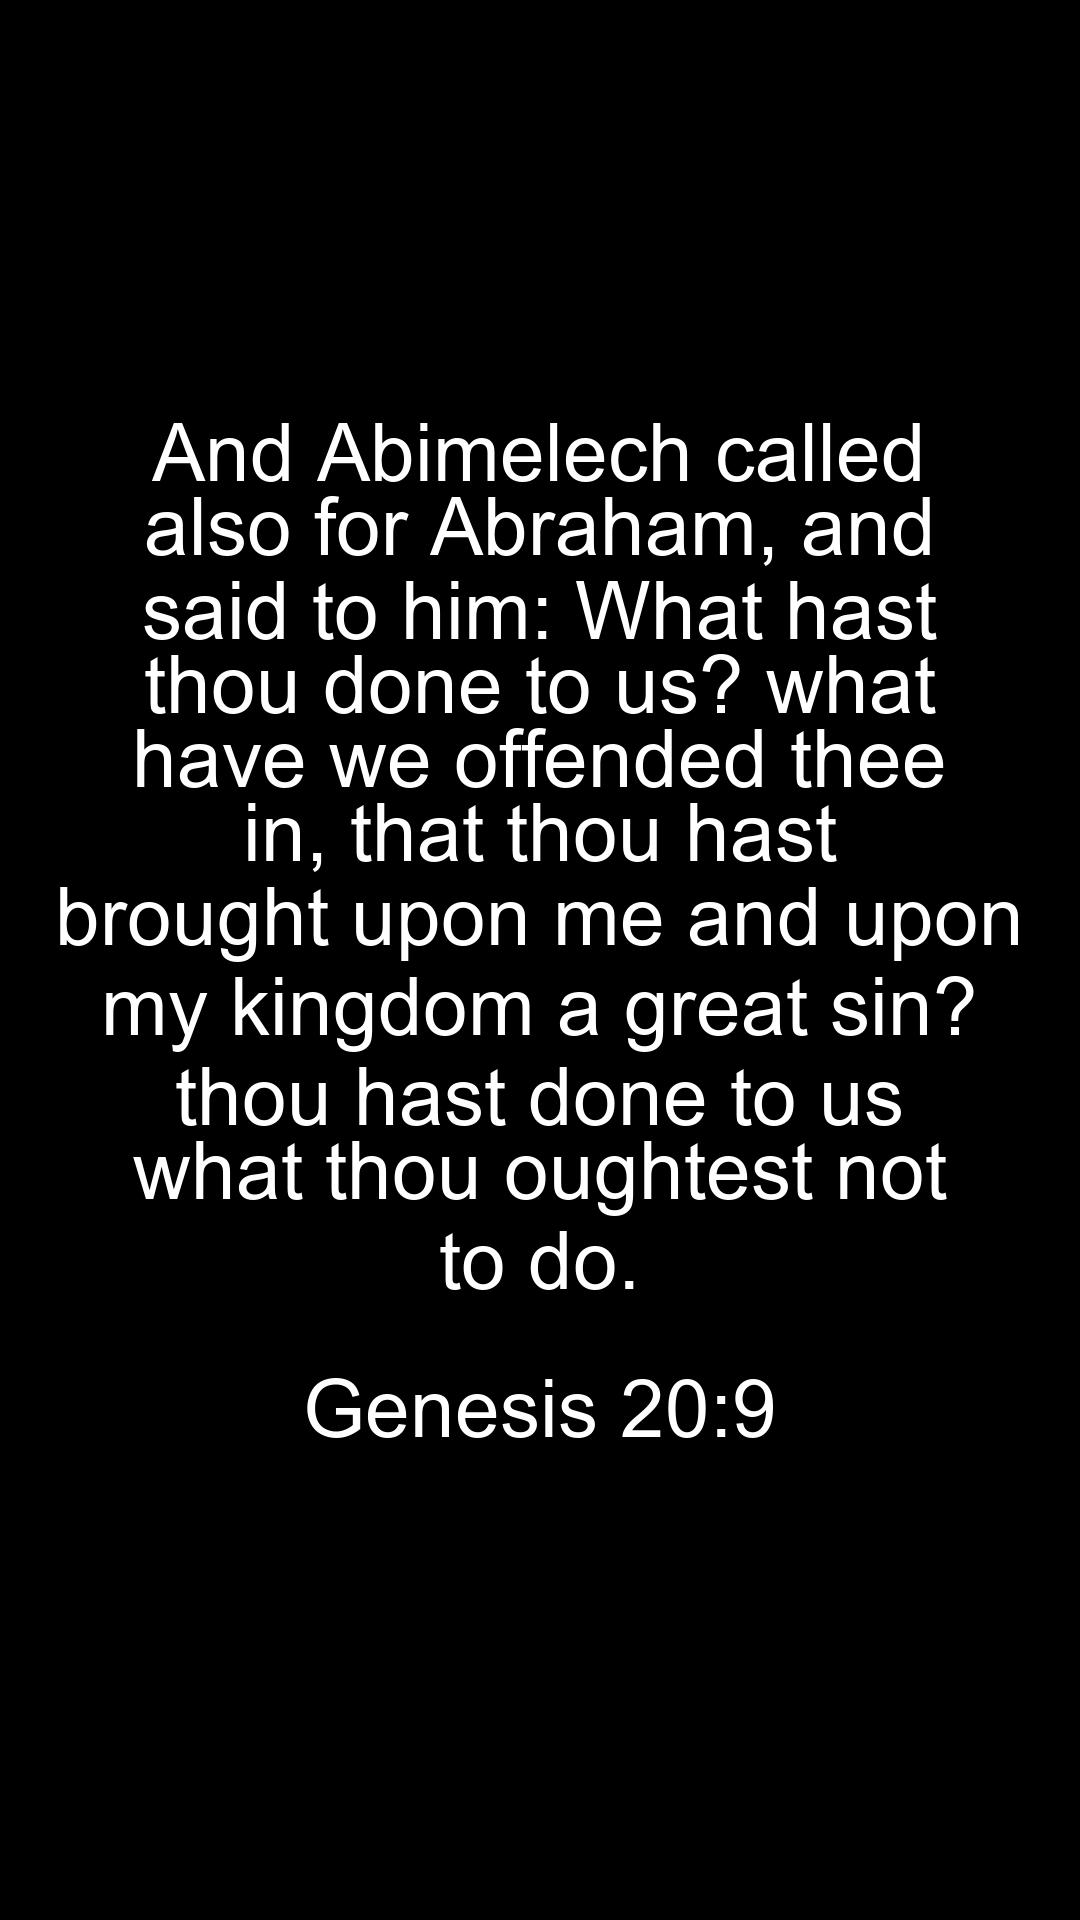 And Abimelech called
also for Abraham, and
said to him: What hast
thou done to us? what
have we offended thee
in, that thou hast
brought upon me and upon
my kingdom a great sin?
thou hast done to us
what thou oughtest not
to do.
Genesis 20:9